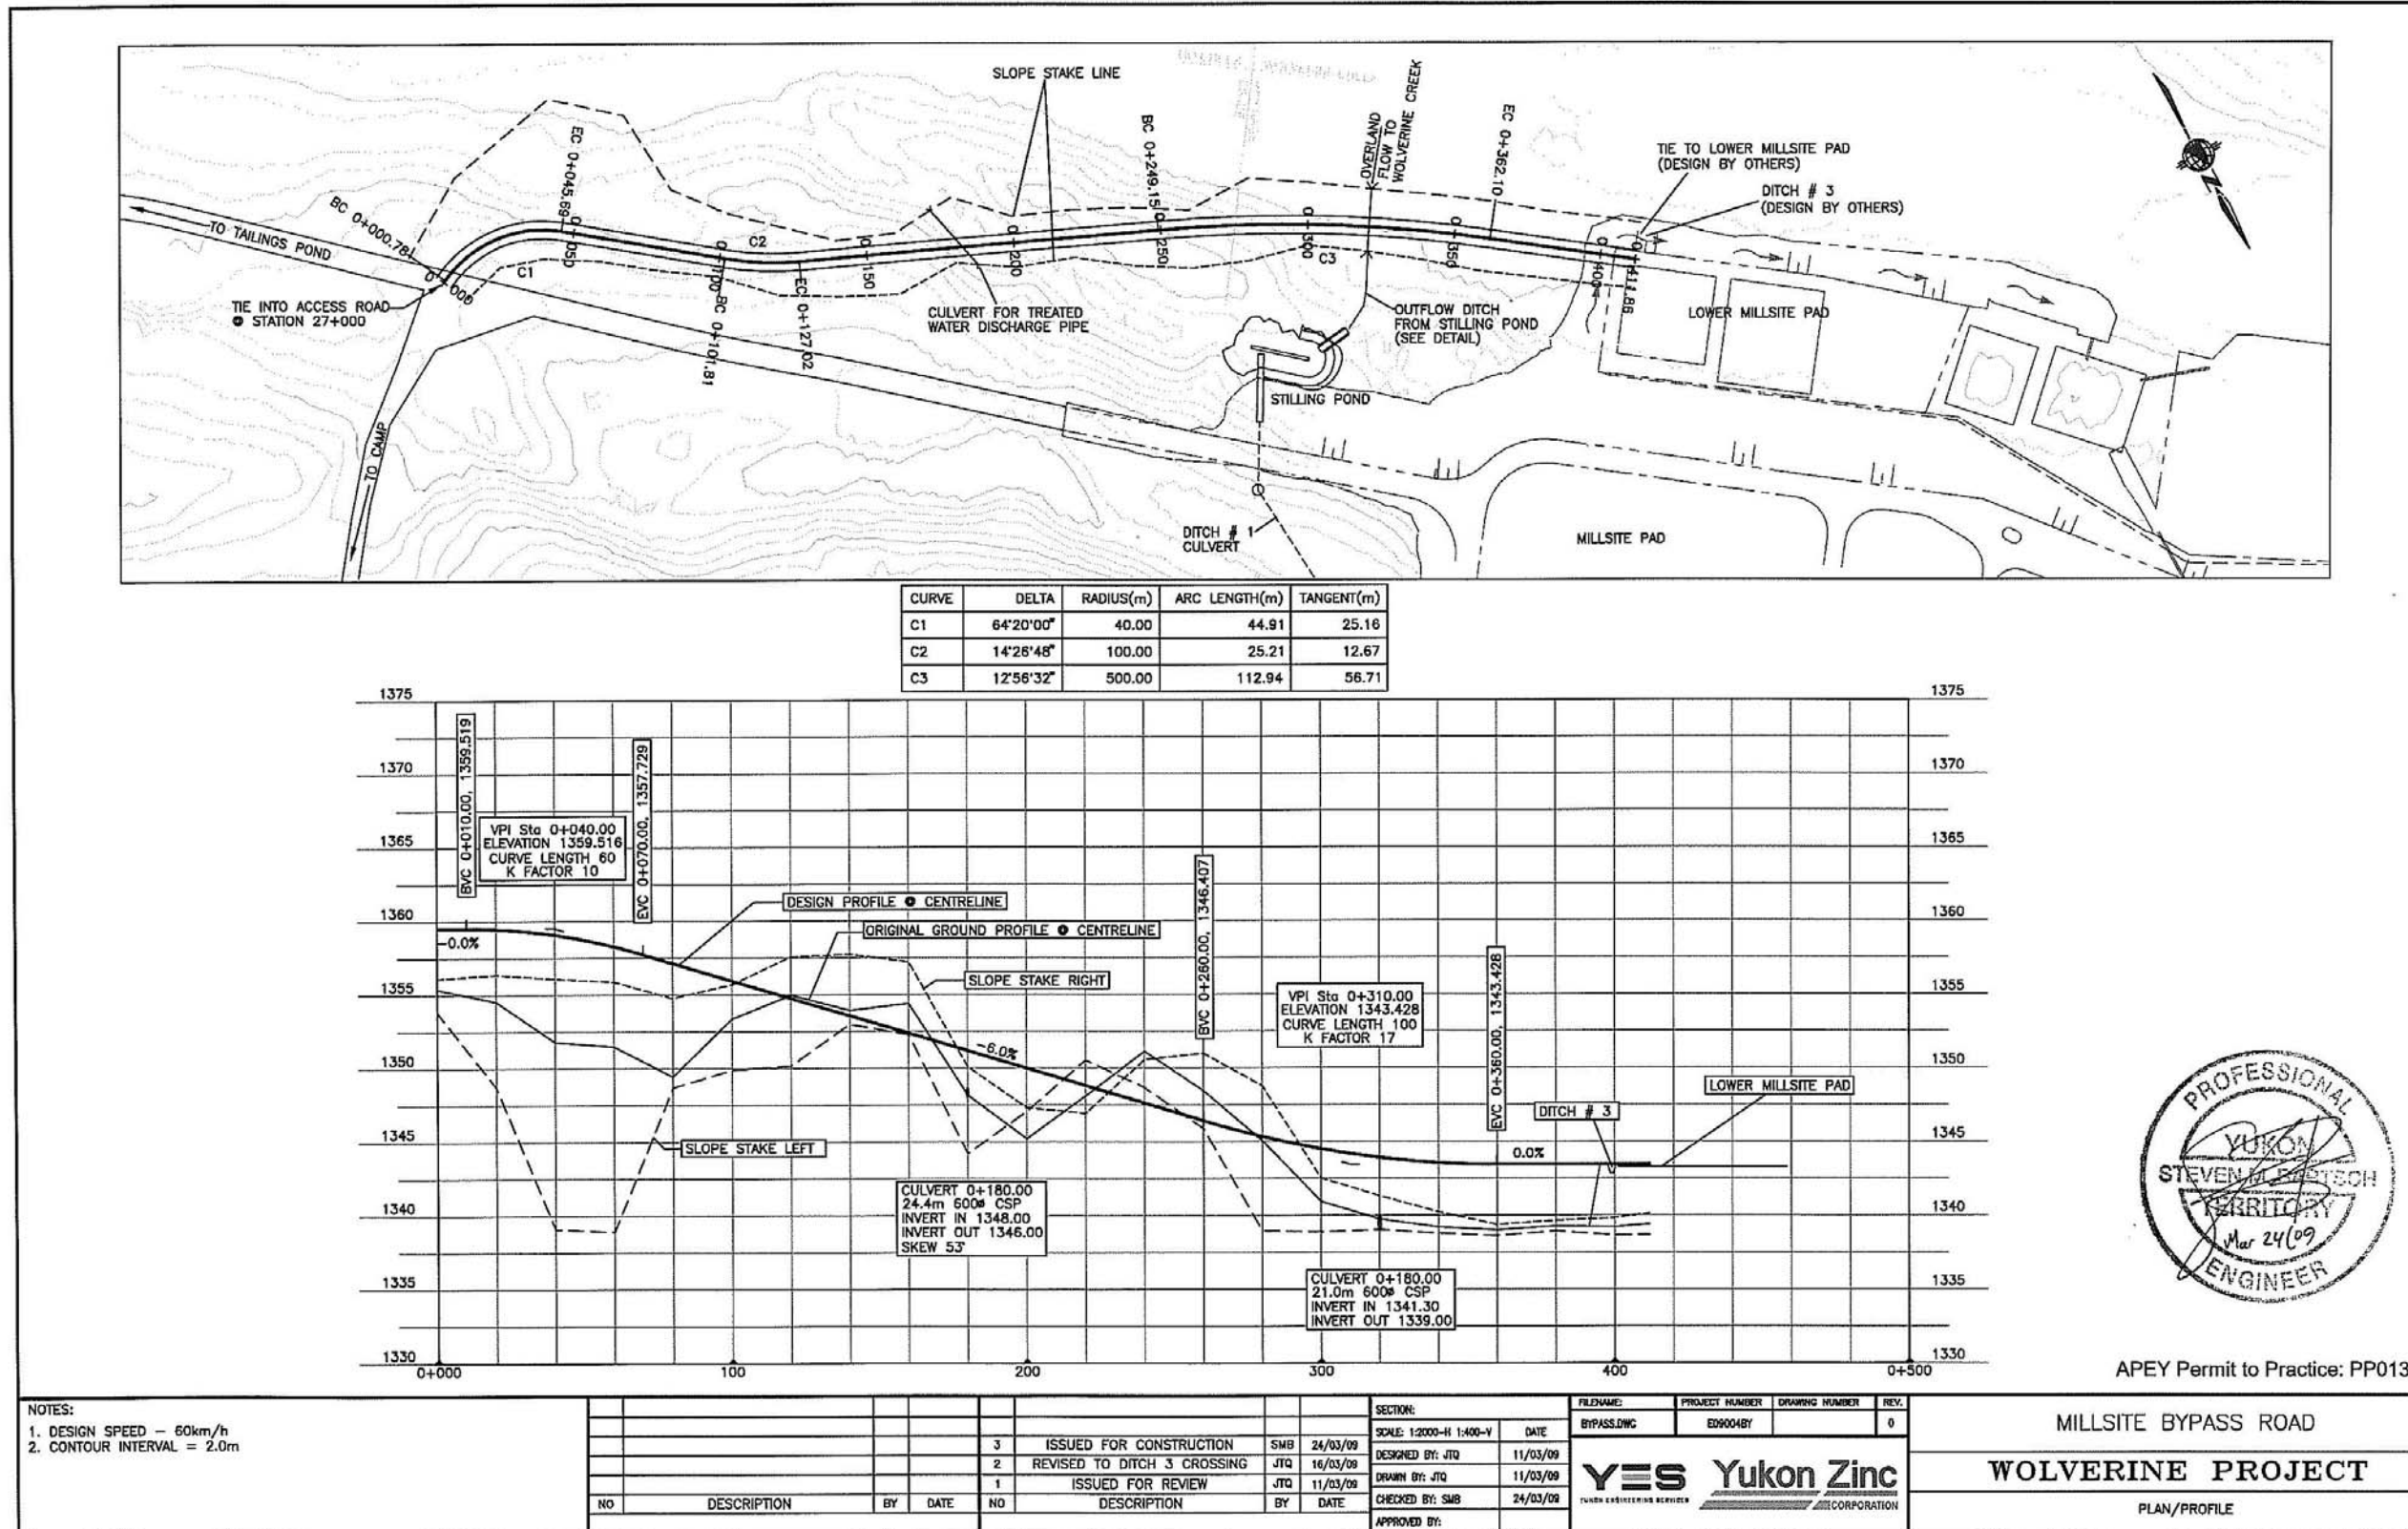 SLOPE STAKE LINE
EC 0+045.69
0+050
BC 0+000.78
0+000
TO TAILINGS POND
TIE INTO ACCESS ROAD
@ STATION 27+000
TO CAMP
C1
C2
C3
0+100
BC 0+101.81
EC 0+127.02
0+150
0+200
BC 0+249.15
0+250
0+300
0+350
EC 0+362.10
0+400
0+411.86
CULVERT FOR TREATED
WATER DISCHARGE PIPE
OVERLAND
FLOW TO
WOLVERINE CREEK
TIE TO LOWER MILLSITE PAD
(DESIGN BY OTHERS)
DITCH # 3
(DESIGN BY OTHERS)
OUTFLOW DITCH
FROM STILLING POND
(SEE DETAIL)
STILLING POND
LOWER MILLSITE PAD
DITCH # 1
CULVERT
MILLSITE PAD
N
CURVE DELTA RADIUS(m) ARC LENGTH(m) TANGENT(m)
C1 64°20'00" 40.00 44.91 25.16
C2 14°26'48" 100.00 25.21 12.67
C3 12°56'32" 500.00 112.94 56.71
1375 1375
1370 1370
1365 1365
1360 1360
1355 1355
1350 1350
1345 1345
1340 1340
1335 1335
1330 1330
0+000 100 200 300 400 0+500
BVC 0+010.00, 1359.519
VPI Sta 0+040.00
ELEVATION 1359.516
CURVE LENGTH 60
K FACTOR 10
EVC 0+070.00, 1357.729
-0.0%
DESIGN PROFILE @ CENTRELINE
ORIGINAL GROUND PROFILE @ CENTRELINE
SLOPE STAKE RIGHT
-6.0%
SLOPE STAKE LEFT
BVC 0+260.00, 1346.407
VPI Sta 0+310.00
ELEVATION 1343.428
CURVE LENGTH 100
K FACTOR 17
EVC 0+360.00, 1343.428
0.0%
DITCH # 3
LOWER MILLSITE PAD
CULVERT 0+180.00
24.4m 600ø CSP
INVERT IN 1348.00
INVERT OUT 1346.00
SKEW 53°
CULVERT 0+180.00
21.0m 600ø CSP
INVERT IN 1341.30
INVERT OUT 1339.00
PROFESSIONAL
YUKON
STEVEN M. BARTSCH
TERRITORY
Mar 24/09
ENGINEER
APEY Permit to Practice: PP013
NOTES:
1. DESIGN SPEED - 60km/h
2. CONTOUR INTERVAL = 2.0m
3 ISSUED FOR CONSTRUCTION SMB 24/03/09
2 REVISED TO DITCH 3 CROSSING JTQ 16/03/09
1 ISSUED FOR REVIEW JTQ 11/03/09
NO DESCRIPTION BY DATE NO DESCRIPTION BY DATE
SECTION:
SCALE: 1:2000-H 1:400-V DATE
DESIGNED BY: JTQ 11/03/09
DRAWN BY: JTQ 11/03/09
CHECKED BY: SMB 24/03/09
APPROVED BY:
FILENAME: PROJECT NUMBER DRAWING NUMBER REV.
BYPASS.DWG ED9004BY 0
YES
YUKON ENGINEERING SERVICES
Yukon Zinc
CORPORATION
MILLSITE BYPASS ROAD
WOLVERINE PROJECT
PLAN/PROFILE